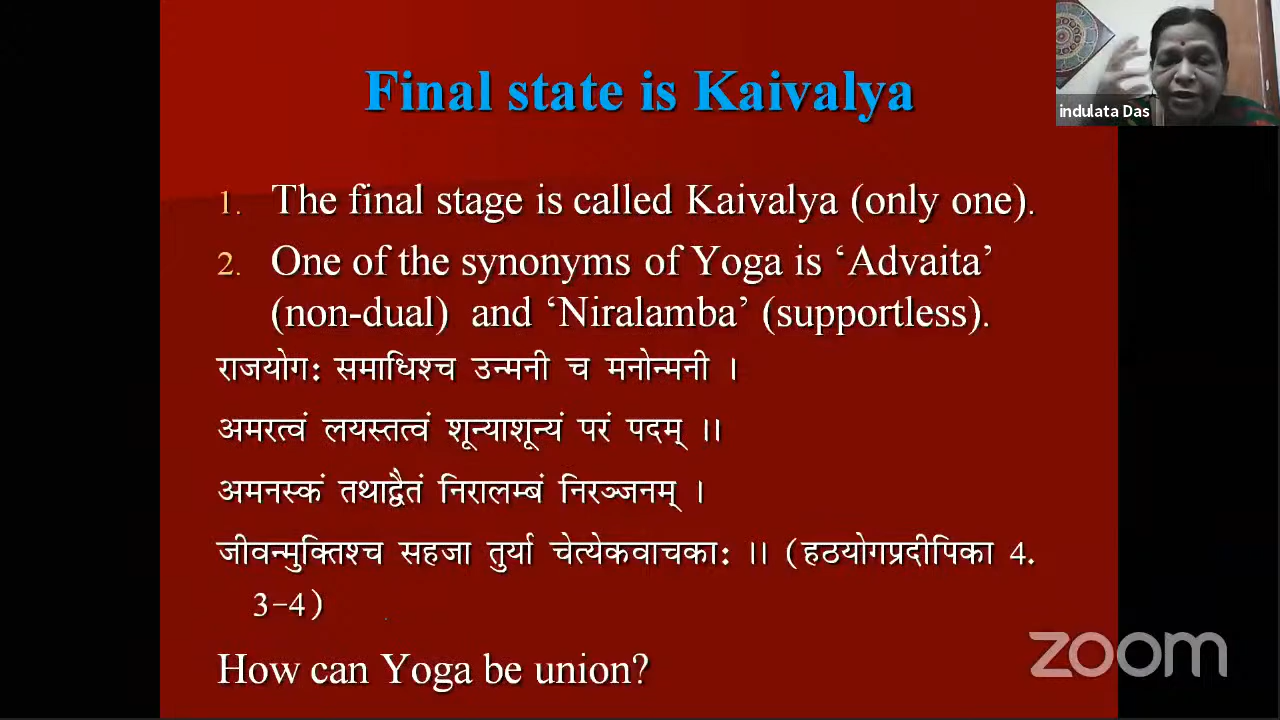 Final state is Kaivalya
indulata Das
1. The final stage is called Kaivalya (only one).
2. One of the synonyms of Yoga is ‘Advaita’
(non-dual) and ‘Niralamba’ (supportless).
राजयोगः समाधिश्च उन्मनी च मनोन्मनी ।
अमरत्वं लयस्तत्वं शून्याशून्यं परं पदम् ।।
अमनस्कं तथाद्वैतं निरालम्बं निरञ्जनम् ।
जीवन्मुक्तिश्च सहजा तुर्या चेत्येकवाचकाः ।। (हठयोगप्रदीपिका 4.
3-4)
How can Yoga be union?
zoom